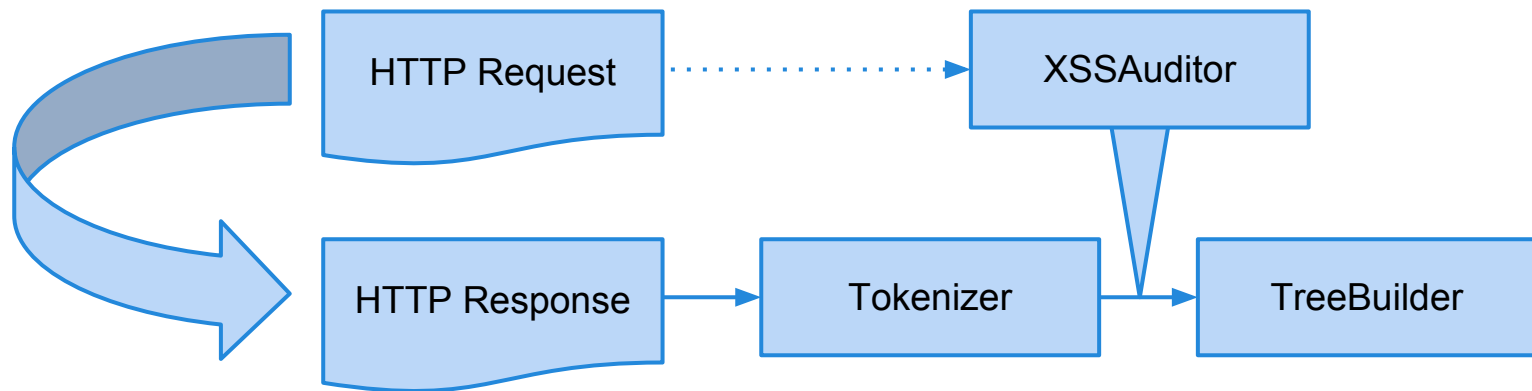 HTTP Request
XSSAuditor
HTTP Response
Tokenizer
TreeBuilder